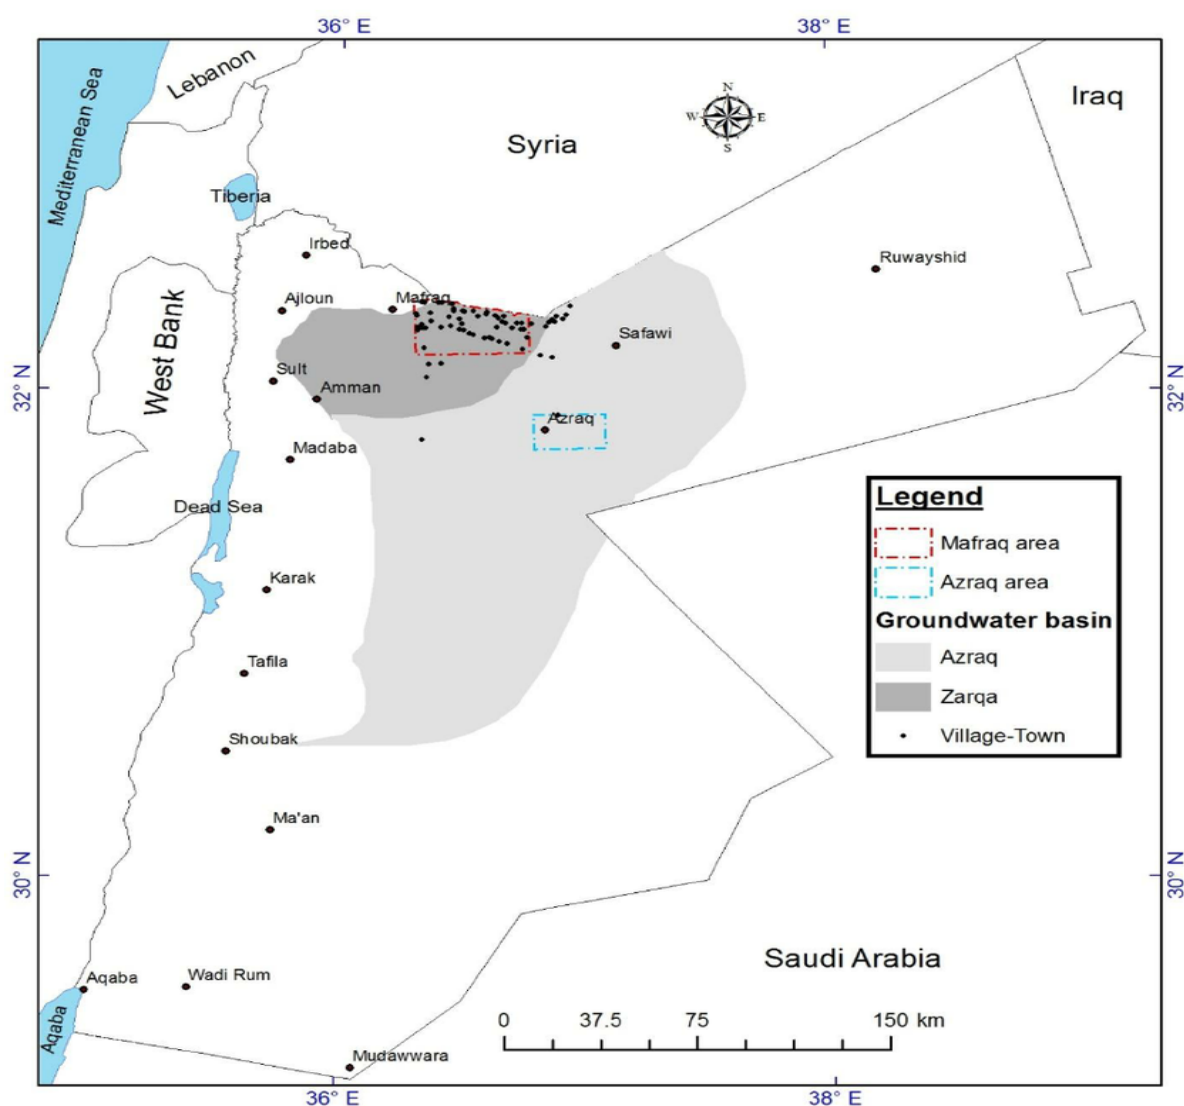 36° E
38° E
Lebanon
Mediterranean Sea
Iraq
N
W
E
S
Syria
Tiberia
Irbed
Ruwayshid
Ajloun
Mafraq
West Bank
Safawi
Sult
Amman
32° N
32° N
Azraq
Madaba
Dead Sea
Legend
Mafraq area
Azraq area
Groundwater basin
Azraq
Zarqa
Village-Town
Karak
Tafila
Shoubak
Ma'an
30° N
30° N
Saudi Arabia
Aqaba
Wadi Rum
Aqaba
0 37.5 75 150 km
Mudawwara
36° E
38° E